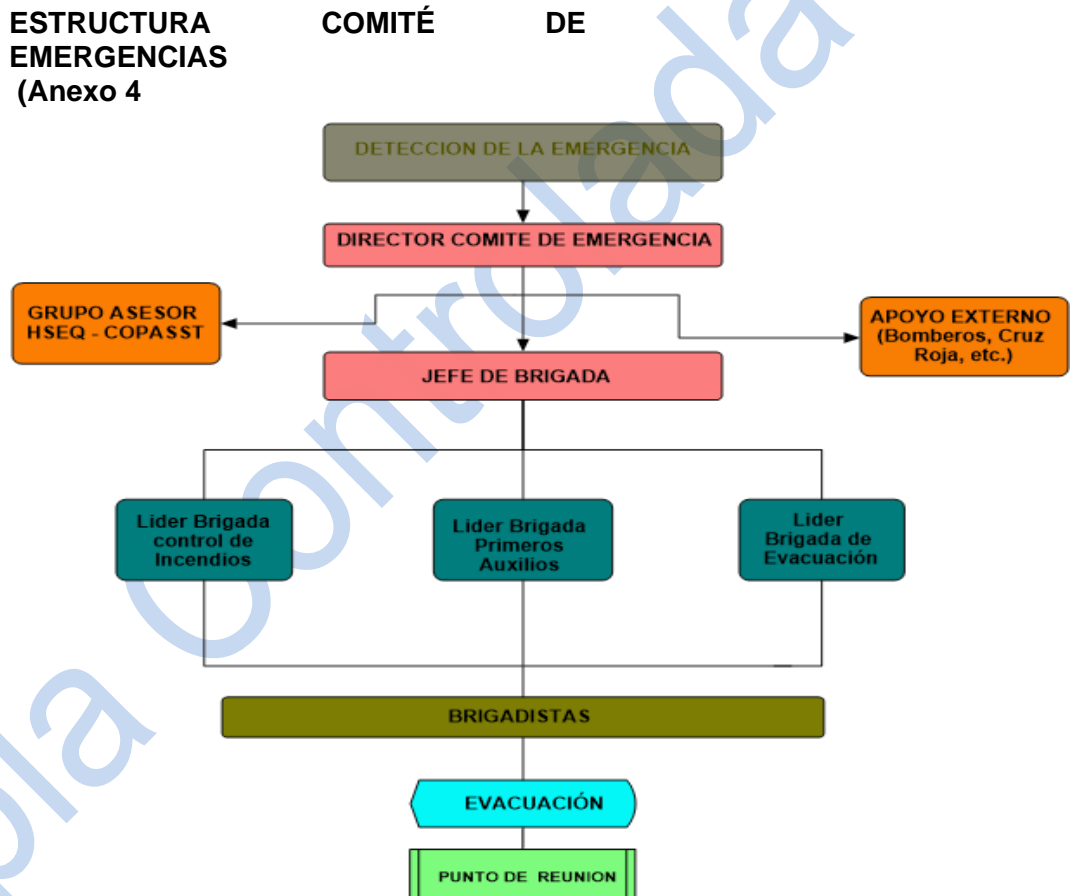 ESTRUCTURA COMITÉ DE
EMERGENCIAS
(Anexo 4
DETECCION DE LA EMERGENCIA
DIRECTOR COMITE DE EMERGENCIA
GRUPO ASESOR
HSEQ - COPASST
APOYO EXTERNO
(Bomberos, Cruz
Roja, etc.)
JEFE DE BRIGADA
Lider Brigada
control de
Incendios
Lider Brigada
Primeros
Auxilios
Lider
Brigada de
Evacuación
BRIGADISTAS
EVACUACIÓN
PUNTO DE REUNION
pia Controlada